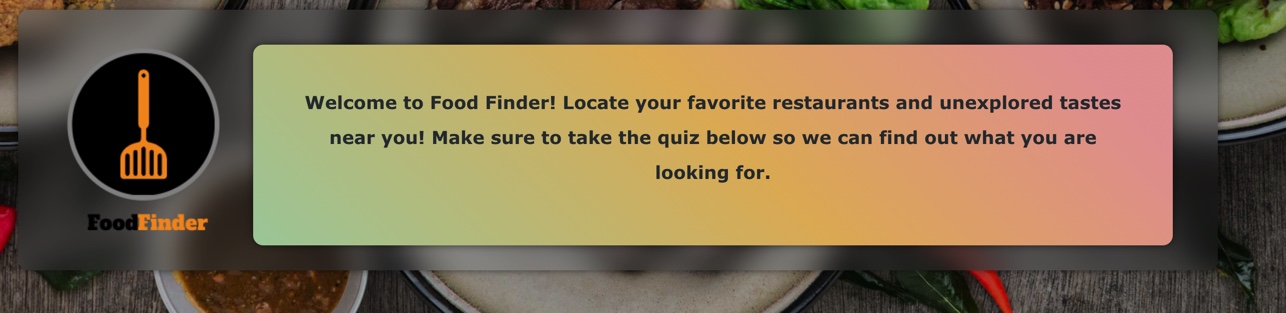 Welcome to Food Finder! Locate your favorite restaurants and unexplored tastes
near you! Make sure to take the quiz below so we can find out what you are
looking for.
FoodFinder